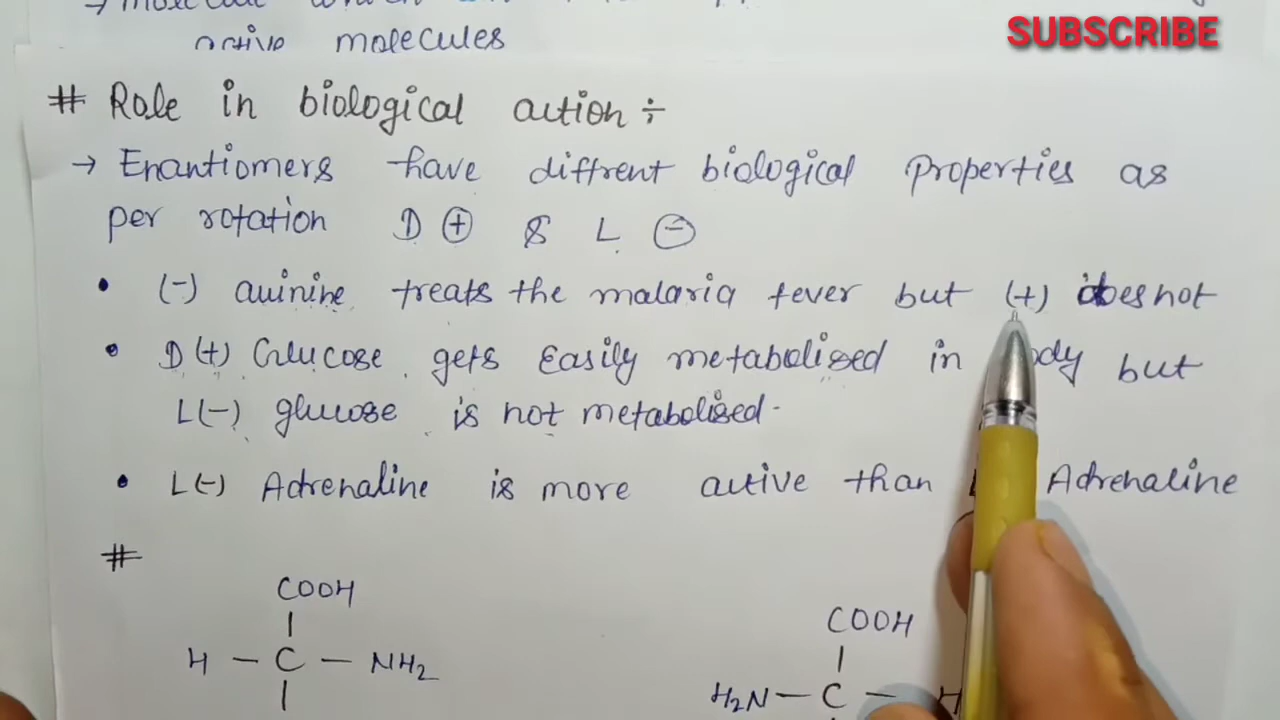 → molecule
SUBSCRIBE
active molecules
# Role in biological action ÷
→ Enantiomers have diffrent biological Properties as
per rotation D ⊕ & L ⊖
• (-) Quinine treats the malaria fever but (+) does not
• D(+) Glucose gets Easily metabolised in body but
L(-) glucose is not metabolised.
• L(-) Adrenaline is more active than Adrenaline
#
COOH
COOH
H - C - NH2
H2N - C - H